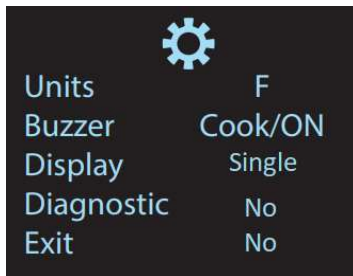 Units F
Buzzer Cook/ON
Display Single
Diagnostic No
Exit No